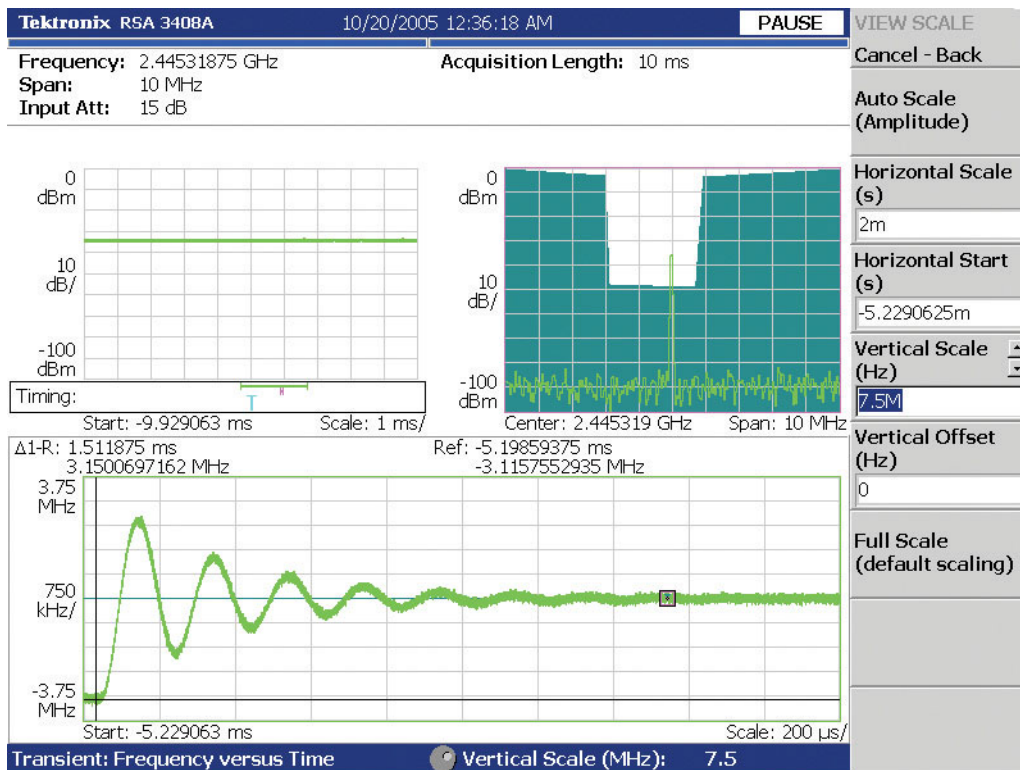 Tektronix RSA 3408A 10/20/2005 12:36:18 AM PAUSE
Frequency: 2.44531875 GHz Acquisition Length: 10 ms
Span: 10 MHz
Input Att: 15 dB
0
dBm
10
dB/
-100
dBm
Timing:
T
Start: -9.929063 ms Scale: 1 ms/
0
dBm
10
dB/
-100
dBm
Center: 2.445319 GHz Span: 10 MHz
Δ1-R: 1.511875 ms Ref: -5.19859375 ms
3.1500697162 MHz -3.1157552935 MHz
3.75
MHz
750
kHz/
-3.75
MHz
Start: -5.229063 ms Scale: 200 µs/
Transient: Frequency versus Time Vertical Scale (MHz): 7.5
VIEW SCALE
Cancel - Back
Auto Scale
(Amplitude)
Horizontal Scale
(s)
2m
Horizontal Start
(s)
-5.2290625m
Vertical Scale
(Hz)
7.5M
Vertical Offset
(Hz)
0
Full Scale
(default scaling)